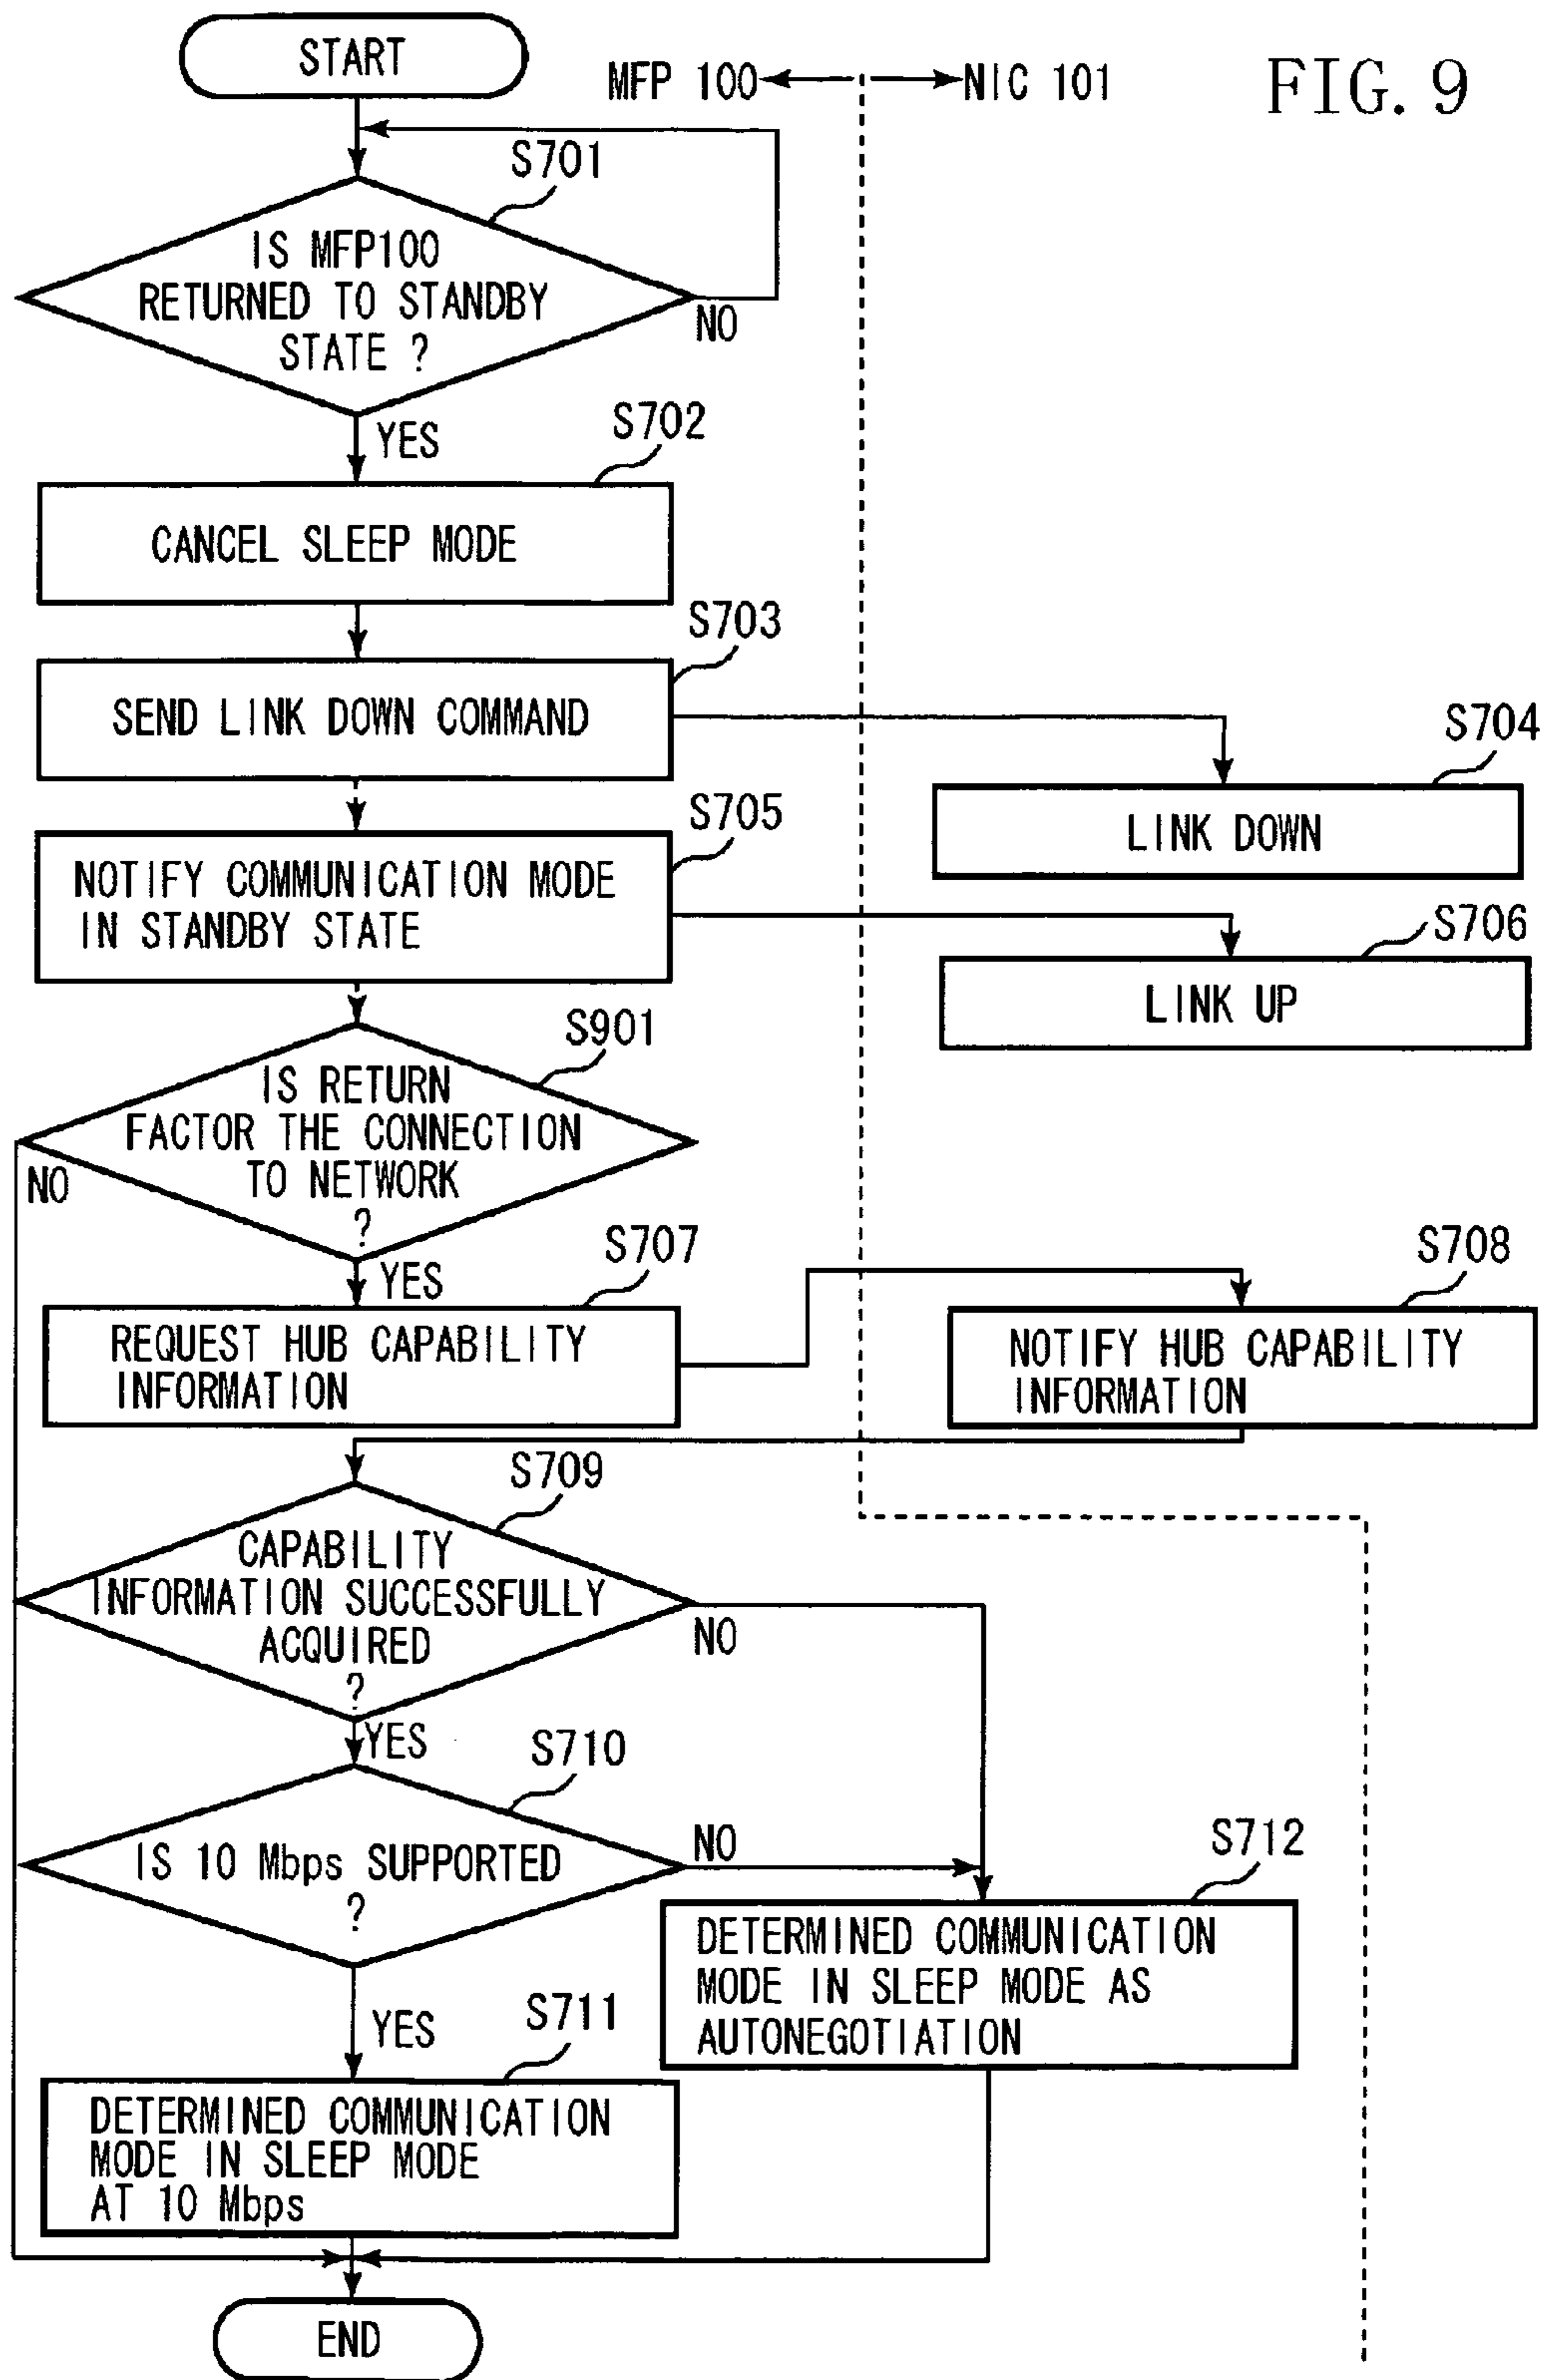 START
MFP 100
NIC 101
FIG. 9
S701
IS MFP100
RETURNED TO STANDBY
STATE ?
NO
YES
S702
CANCEL SLEEP MODE
S703
SEND LINK DOWN COMMAND
S704
LINK DOWN
S705
NOTIFY COMMUNICATION MODE
IN STANDBY STATE
S706
LINK UP
S901
IS RETURN
FACTOR THE CONNECTION
TO NETWORK
?
NO
YES
S707
REQUEST HUB CAPABILITY
INFORMATION
S708
NOTIFY HUB CAPABILITY
INFORMATION
S709
CAPABILITY
INFORMATION SUCCESSFULLY
ACQUIRED
?
NO
YES
S710
IS 10 Mbps SUPPORTED
?
NO
YES
S712
DETERMINED COMMUNICATION
MODE IN SLEEP MODE AS
AUTONEGOTIATION
S711
DETERMINED COMMUNICATION
MODE IN SLEEP MODE
AT 10 Mbps
END